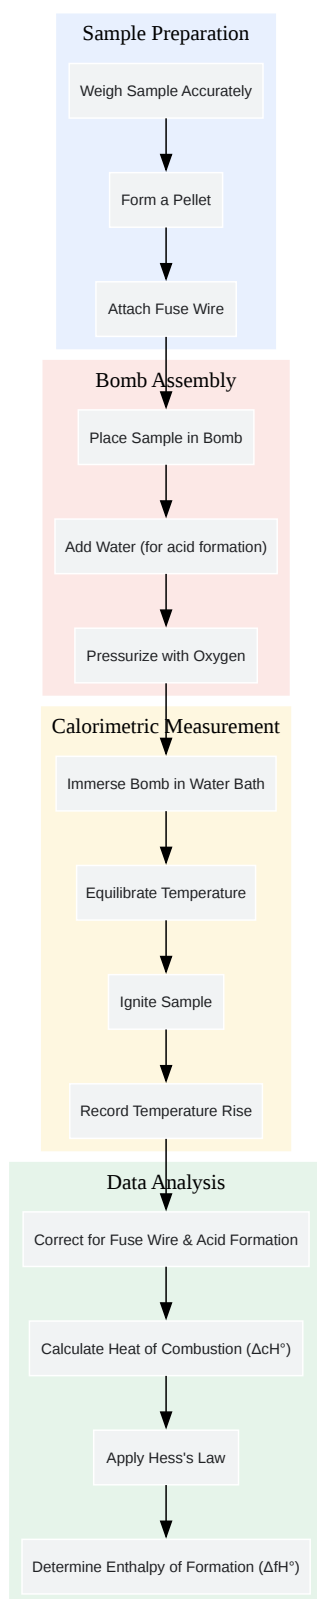 Sample Preparation
Weigh Sample Accurately
Form a Pellet
Attach Fuse Wire
Bomb Assembly
Place Sample in Bomb
Add Water (for acid formation)
Pressurize with Oxygen
Calorimetric Measurement
Immerse Bomb in Water Bath
Equilibrate Temperature
Ignite Sample
Record Temperature Rise
Data Analysis
Correct for Fuse Wire & Acid Formation
Calculate Heat of Combustion (ΔcH°)
Apply Hess's Law
Determine Enthalpy of Formation (ΔfH°)